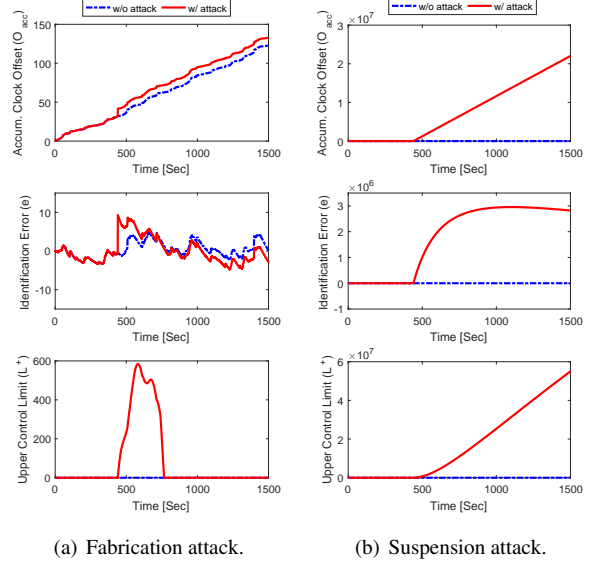 w/o attack w/ attack
Accum. Clock Offset (O acc)
150
100
50
0
0 500 1000 1500
Time [Sec]
Identification Error (e)
10
0
-10
0 500 1000 1500
Time [Sec]
Upper Control Limit (L+)
600
400
200
0
0 500 1000 1500
Time [Sec]
(a) Fabrication attack.
w/o attack w/ attack
×10^7
Accum. Clock Offset (O acc)
3
2
1
0
0 500 1000 1500
Time [Sec]
×10^6
Identification Error (e)
3
2
1
0
-1
0 500 1000 1500
Time [Sec]
×10^7
Upper Control Limit (L+)
6
4
2
0
0 500 1000 1500
Time [Sec]
(b) Suspension attack.